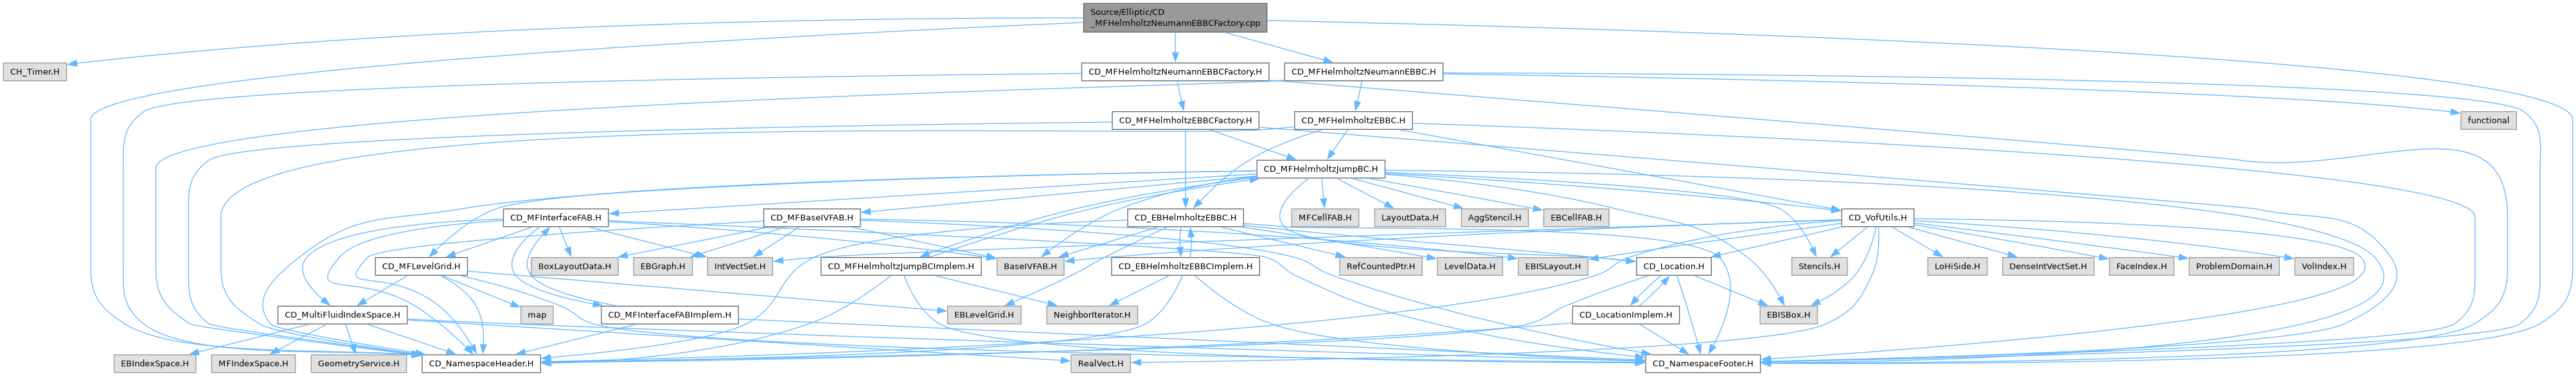 Source/Elliptic/CD
_MFHelmholtzNeumannEBBCFactory.cpp
CH_Timer.H
CD_MFHelmholtzNeumannEBBCFactory.H
CD_MFHelmholtzNeumannEBBC.H
CD_MFHelmholtzEBBCFactory.H
CD_MFHelmholtzEBBC.H
functional
CD_MFHelmholtzJumpBC.H
CD_MFInterfaceFAB.H
CD_MFBaseIVFAB.H
CD_EBHelmholtzEBBC.H
MFCellFAB.H
LayoutData.H
AggStencil.H
EBCellFAB.H
CD_VofUtils.H
CD_MFLevelGrid.H
BoxLayoutData.H
EBGraph.H
IntVectSet.H
CD_MFHelmholtzJumpBCImplem.H
BaseIVFAB.H
CD_EBHelmholtzEBBCImplem.H
RefCountedPtr.H
LevelData.H
EBISLayout.H
CD_Location.H
Stencils.H
LoHiSide.H
DenseIntVectSet.H
FaceIndex.H
ProblemDomain.H
VolIndex.H
CD_MultiFluidIndexSpace.H
map
CD_MFInterfaceFABImplem.H
EBLevelGrid.H
NeighborIterator.H
CD_LocationImplem.H
EBISBox.H
EBIndexSpace.H
MFIndexSpace.H
GeometryService.H
CD_NamespaceHeader.H
RealVect.H
CD_NamespaceFooter.H